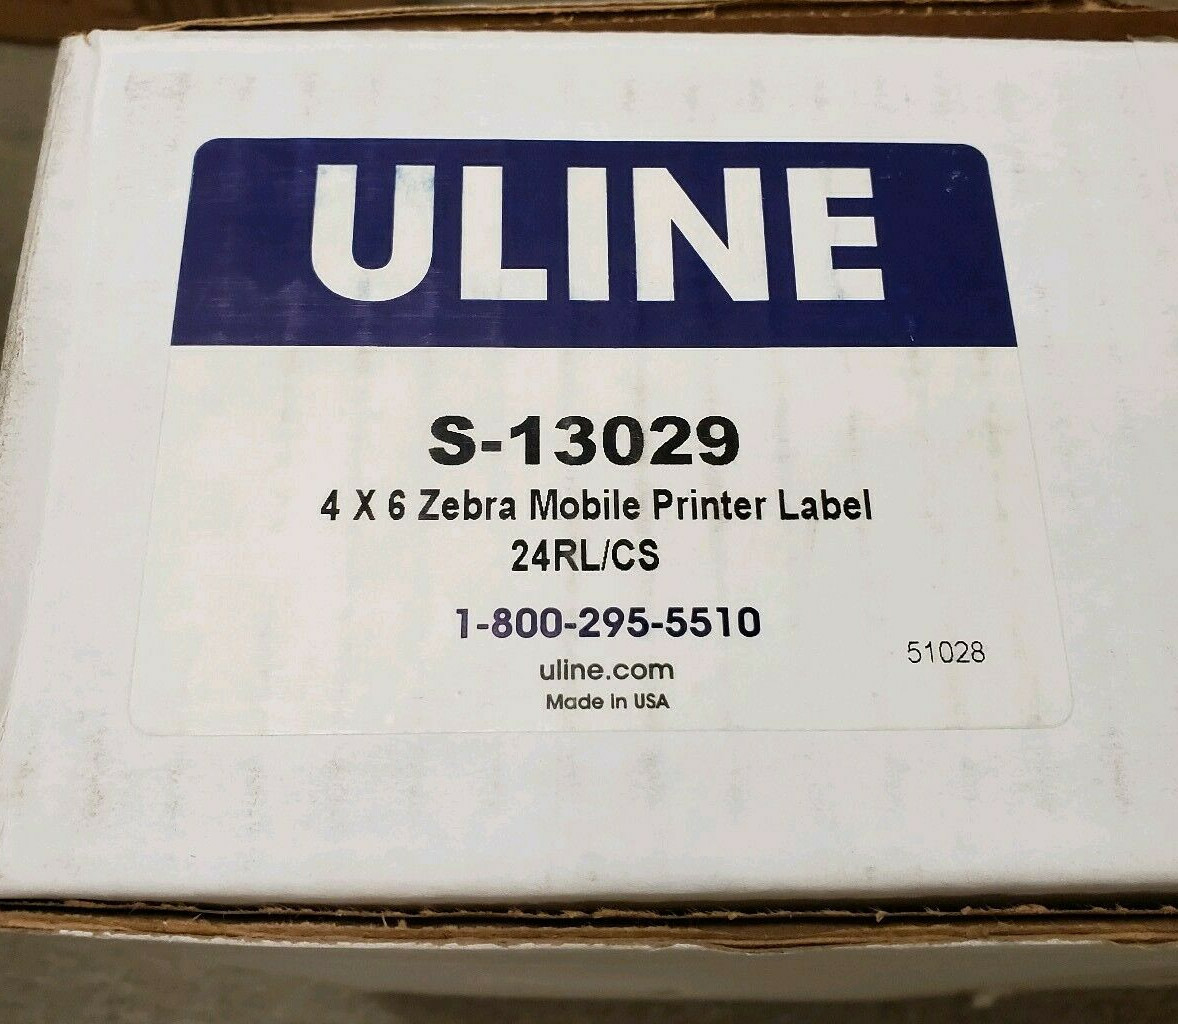 ULINE
S-13029
4 X 6 Zebra Mobile Printer Label
24RL/CS
1-800-295-5510
uline.com
51028
Made in USA